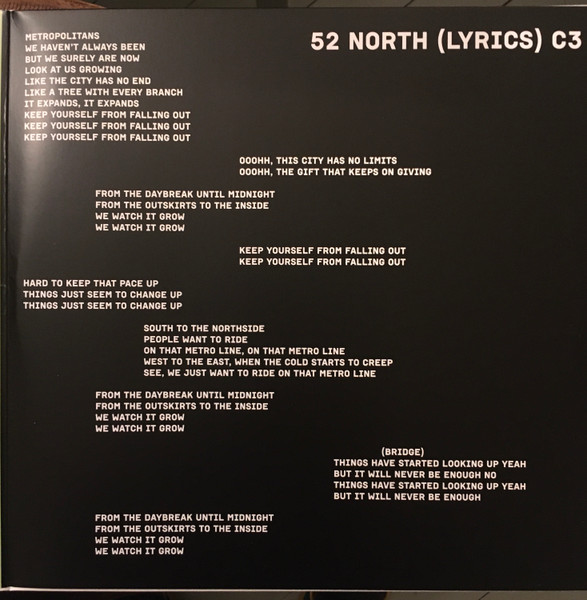 52 NORTH (LYRICS) C3
METROPOLITANS
WE HAVEN'T ALWAYS BEEN
BUT WE SURELY ARE NOW
LOOK AT US GROWING
LIKE THE CITY HAS NO END
LIKE A TREE WITH EVERY BRANCH
IT EXPANDS, IT EXPANDS
KEEP YOURSELF FROM FALLING OUT
KEEP YOURSELF FROM FALLING OUT
KEEP YOURSELF FROM FALLING OUT
OOOHH, THIS CITY HAS NO LIMITS
OOOHH, THE GIFT THAT KEEPS ON GIVING
FROM THE DAYBREAK UNTIL MIDNIGHT
FROM THE OUTSKIRTS TO THE INSIDE
WE WATCH IT GROW
WE WATCH IT GROW
KEEP YOURSELF FROM FALLING OUT
KEEP YOURSELF FROM FALLING OUT
HARD TO KEEP THAT PACE UP
THINGS JUST SEEM TO CHANGE UP
THINGS JUST SEEM TO CHANGE UP
SOUTH TO THE NORTHSIDE
PEOPLE WANT TO RIDE
ON THAT METRO LINE, ON THAT METRO LINE
WEST TO THE EAST, WHEN THE COLD STARTS TO CREEP
SEE, WE JUST WANT TO RIDE ON THAT METRO LINE
FROM THE DAYBREAK UNTIL MIDNIGHT
FROM THE OUTSKIRTS TO THE INSIDE
WE WATCH IT GROW
WE WATCH IT GROW
(BRIDGE)
THINGS HAVE STARTED LOOKING UP YEAH
BUT IT WILL NEVER BE ENOUGH NO
THINGS HAVE STARTED LOOKING UP YEAH
BUT IT WILL NEVER BE ENOUGH
FROM THE DAYBREAK UNTIL MIDNIGHT
FROM THE OUTSKIRTS TO THE INSIDE
WE WATCH IT GROW
WE WATCH IT GROW